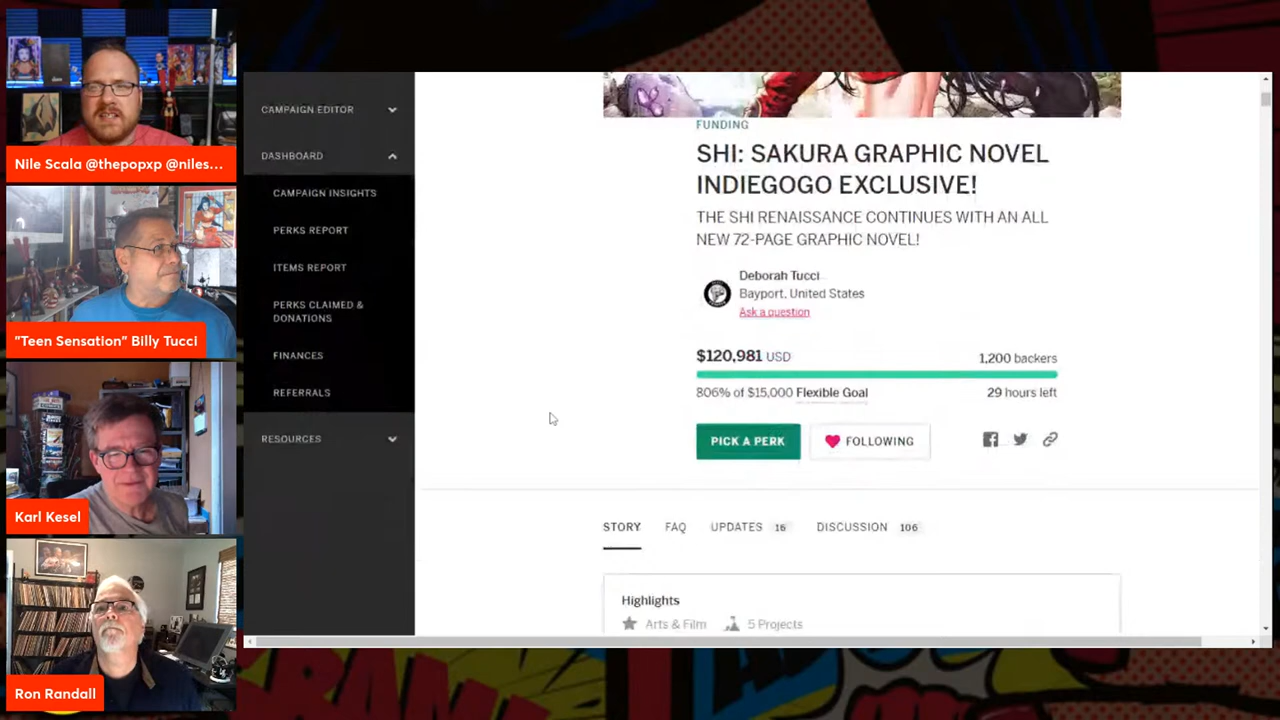 Nile Scala @thepopxp @niles...
"Teen Sensation" Billy Tucci
Karl Kesel
Ron Randall
CAMPAIGN EDITOR
DASHBOARD
CAMPAIGN INSIGHTS
PERKS REPORT
ITEMS REPORT
PERKS CLAIMED &
DONATIONS
FINANCES
REFERRALS
RESOURCES
FUNDING
SHI: SAKURA GRAPHIC NOVEL
INDIEGOGO EXCLUSIVE!
THE SHI RENAISSANCE CONTINUES WITH AN ALL
NEW 72-PAGE GRAPHIC NOVEL!
Deborah Tucci
Bayport, United States
Ask a question
$120,981 USD 1,200 backers
806% of $15,000 Flexible Goal 29 hours left
PICK A PERK FOLLOWING
STORY FAQ UPDATES 16 DISCUSSION 106
Highlights
Arts & Film 5 Projects